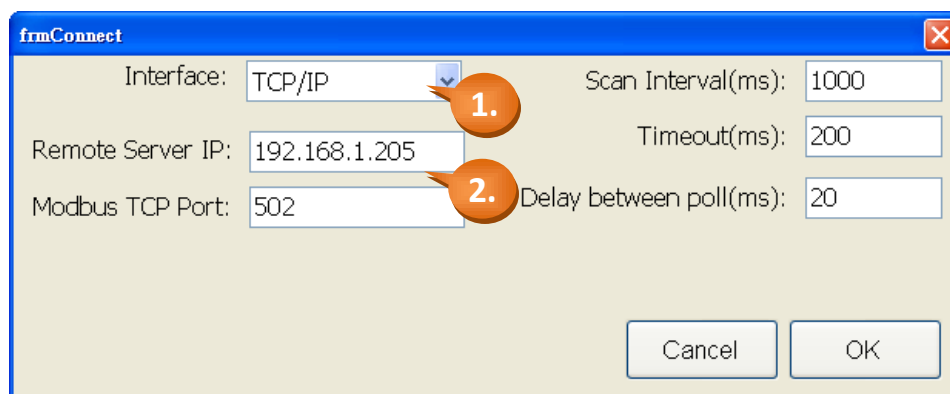 frmConnect
Interface: TCP/IP
1.
Scan Interval(ms): 1000
Timeout(ms): 200
Remote Server IP: 192.168.1.205
2.
Modbus TCP Port: 502
Delay between poll(ms): 20
Cancel
OK